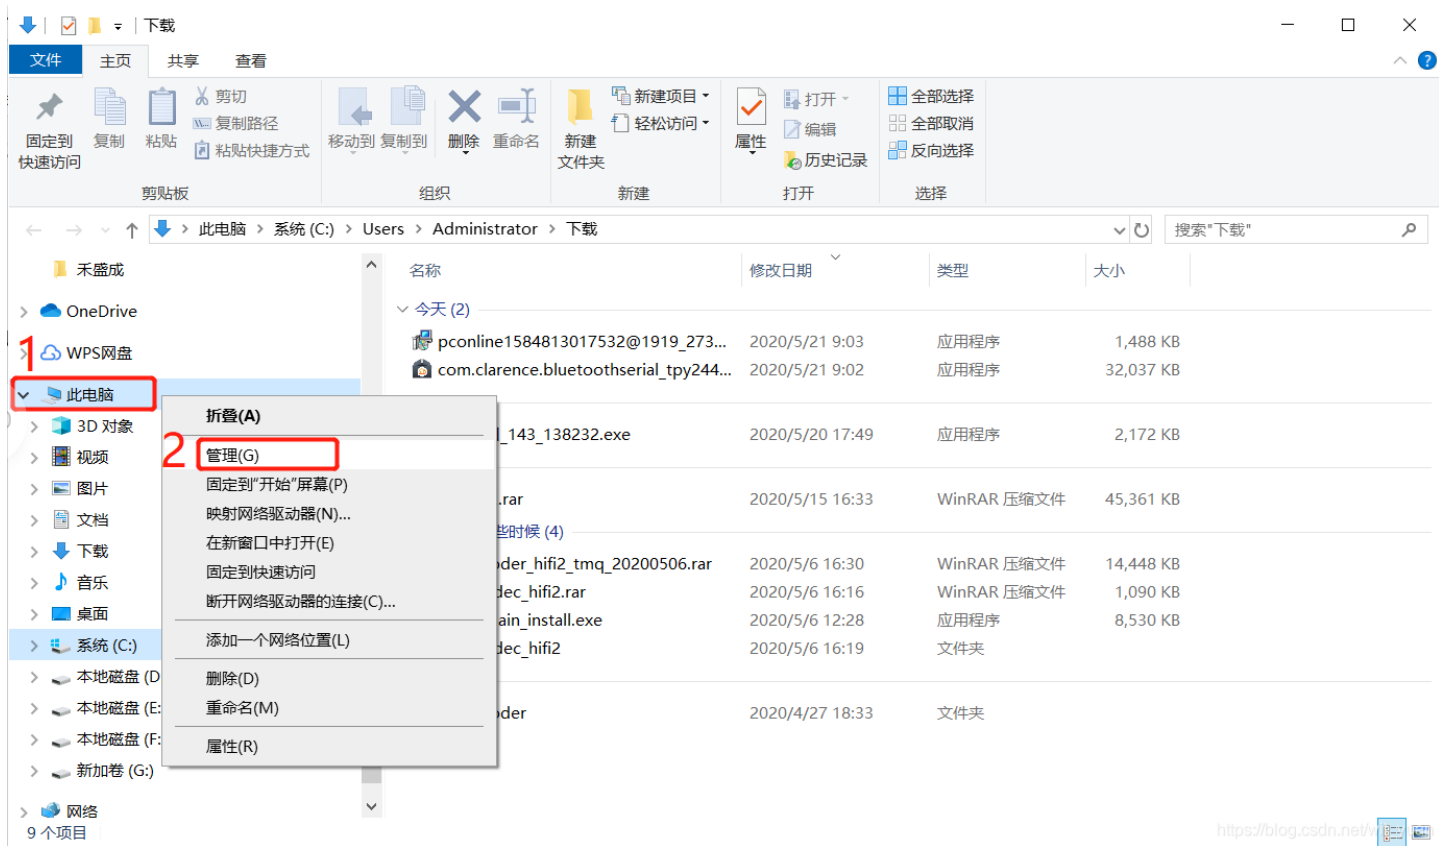 下载
文件 主页 共享 查看
固定到
快速访问
复制
粘贴
剪切
复制路径
粘贴快捷方式
剪贴板
移动到
复制到
删除
重命名
组织
新建
文件夹
新建项目
轻松访问
新建
属性
打开
编辑
历史记录
打开
全部选择
全部取消
反向选择
选择
此电脑 > 系统 (C:) > Users > Administrator > 下载
搜索"下载"
禾盛成
OneDrive
WPS网盘
1
此电脑
3D 对象
视频
图片
文档
下载
音乐
桌面
系统 (C:)
本地磁盘 (D
本地磁盘 (E:
本地磁盘 (F:
新加卷 (G:)
网络
9 个项目
折叠(A)
2
管理(G)
固定到"开始"屏幕(P)
映射网络驱动器(N)...
在新窗口中打开(E)
固定到快速访问
断开网络驱动器的连接(C)...
添加一个网络位置(L)
删除(D)
重命名(M)
属性(R)
名称 修改日期 类型 大小
今天 (2)
pconline1584813017532@1919_273... 2020/5/21 9:03 应用程序 1,488 KB
com.clarence.bluetoothserial_tpy244... 2020/5/21 9:02 应用程序 32,037 KB
_143_138232.exe 2020/5/20 17:49 应用程序 2,172 KB
.rar 2020/5/15 16:33 WinRAR 压缩文件 45,361 KB
些时候 (4)
oder_hifi2_tmq_20200506.rar 2020/5/6 16:30 WinRAR 压缩文件 14,448 KB
dec_hifi2.rar 2020/5/6 16:16 WinRAR 压缩文件 1,090 KB
ain_install.exe 2020/5/6 12:28 应用程序 8,530 KB
dec_hifi2 2020/5/6 16:19 文件夹
oder 2020/4/27 18:33 文件夹
https://blog.csdn.net/